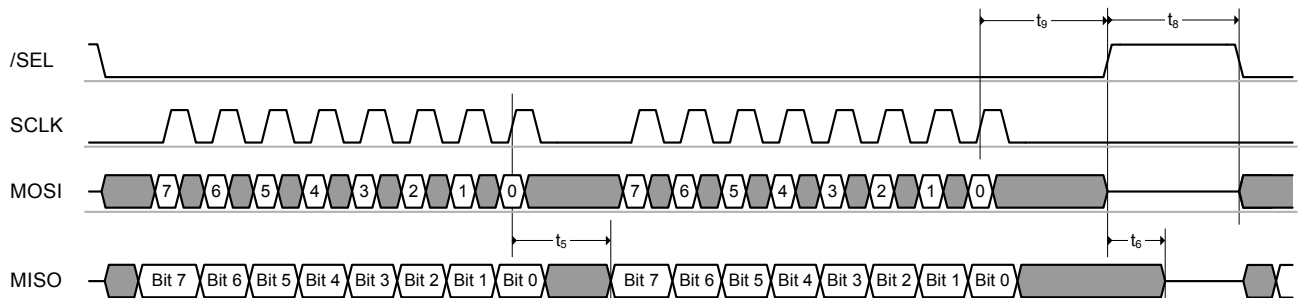 t₉ t₈
/SEL
SCLK
MOSI 7 6 5 4 3 2 1 0 7 6 5 4 3 2 1 0
t₅ t₆
MISO Bit 7 Bit 6 Bit 5 Bit 4 Bit 3 Bit 2 Bit 1 Bit 0 Bit 7 Bit 6 Bit 5 Bit 4 Bit 3 Bit 2 Bit 1 Bit 0